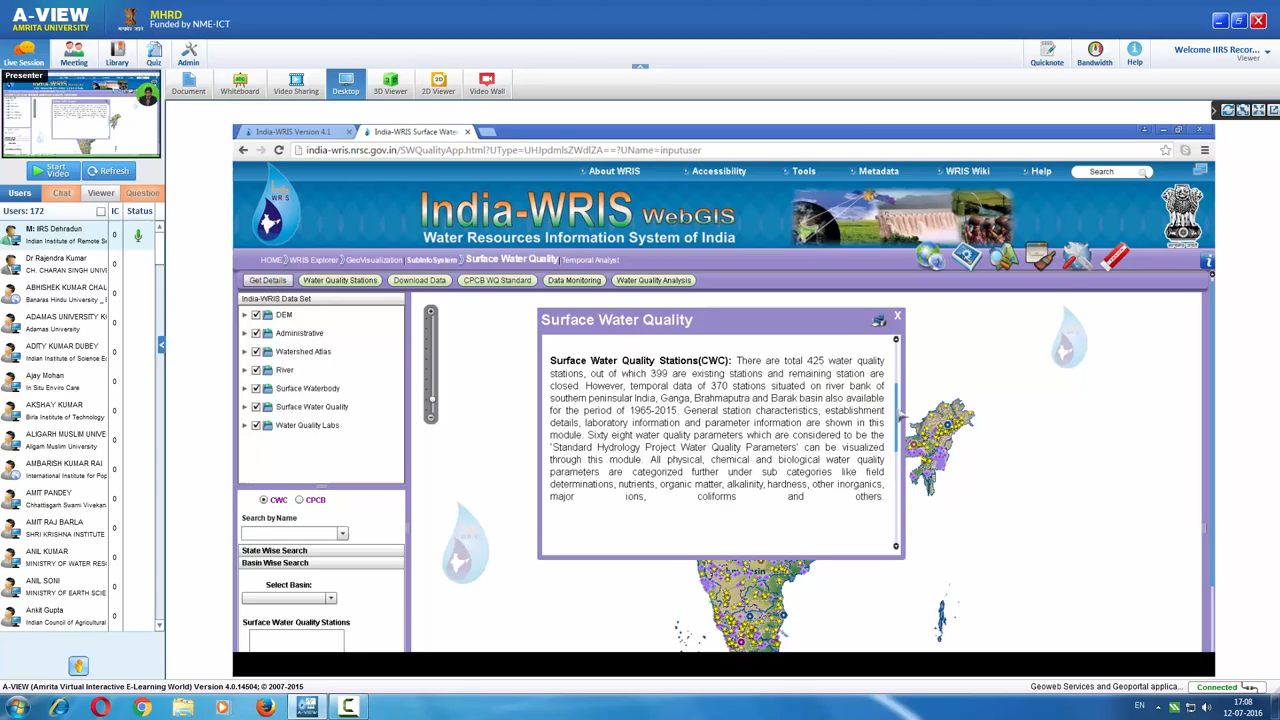 A-VIEW
AMRITA UNIVERSITY
MHRD
Funded by NME-ICT
Live Session
Meeting
Library
Quiz
Admin
Quicknote
Bandwidth
Help
Welcome IIRS Recor...
Viewer
Presenter
Document
Whiteboard
Video Sharing
Desktop
3D Viewer
2D
2D Viewer
Video Wall
Start Video
Refresh
Users
Chat
Viewer
Question
Users: 172
IC
Status
M: IIRS Dehradun
0
Indian Institute of Remote S
Dr Rajendra Kumar
0
CH. CHARAN SINGH UNIVI
ABHISHEK KUMAR CHAU
0
Banaras Hindu University _
ADAMAS UNIVERSITY K
0
Adamas University
ADITY KUMAR DUBEY
0
Indian Institute of Science E
Ajay Mohan
0
In Situ Enviro Care
AKSHAY KUMAR
0
Birla Institute of Technology
ALIGARH MUSLIM UNIVE
0
Aligarh Muslim University
AMBARISH KUMAR RAI
0
International Institute for Pop
AMIT PANDEY
0
Chhattisgarh Swami Vivekan
AMIT RAJ BARLA
0
SHRI KRISHNA INSTITUTE
ANIL KUMAR
0
MINISTRY OF WATER RES
ANIL SONI
0
MINISTRY OF EARTH SCIE
Ankit Gupta
0
Indian Council of Agricultural
India-WRIS Version 4.1
India-WRIS Surface Water
india-wris.nrsc.gov.in/SWQualityApp.html?UType=UHJpdmlsZWdlZA==?UName=inputuser
About WRIS
Accessibility
Tools
Metadata
WRIS Wiki
Help
Search
India-WRIS WebGIS
Water Resources Information System of India
HOME
WRIS Explorer
GeoVisualization
SubInfoSystem
Surface Water Quality
Temporal Analyst
Get Details
Water Quality Stations
Download Data
CPCB WQ Standard
Data Monitoring
Water Quality Analysis
India-WRIS Data Set
DEM
Administrative
Watershed Atlas
River
Surface Waterbody
Surface Water Quality
Water Quality Labs
CWC
CPCB
Search by Name
State Wise Search
Basin Wise Search
Select Basin:
Surface Water Quality Stations
Surface Water Quality
X
Surface Water Quality Stations(CWC): There are total 425 water quality
stations, out of which 399 are existing stations and remaining station are
closed. However, temporal data of 370 stations situated on river bank of
southern peninsular India, Ganga, Brahmaputra and Barak basin also available
for the period of 1965-2015. General station characteristics, establishment
details, laboratory information and parameter information are shown in this
module. Sixty eight water quality parameters which are considered to be the
'Standard Hydrology Project Water Quality Parameters' can be visualized
through this module. All physical, chemical and biological water quality
parameters are categorized further under sub categories like field
determinations, nutrients, organic matter, alkalinity, hardness, other inorganics,
major ions, coliforms and others.
A-VIEW (Amrita Virtual Interactive E-Learning World) Version 4.0.14504; © 2007-2015
Geoweb Services and Geoportal applica...
Connected
EN
17:08
12-07-2016